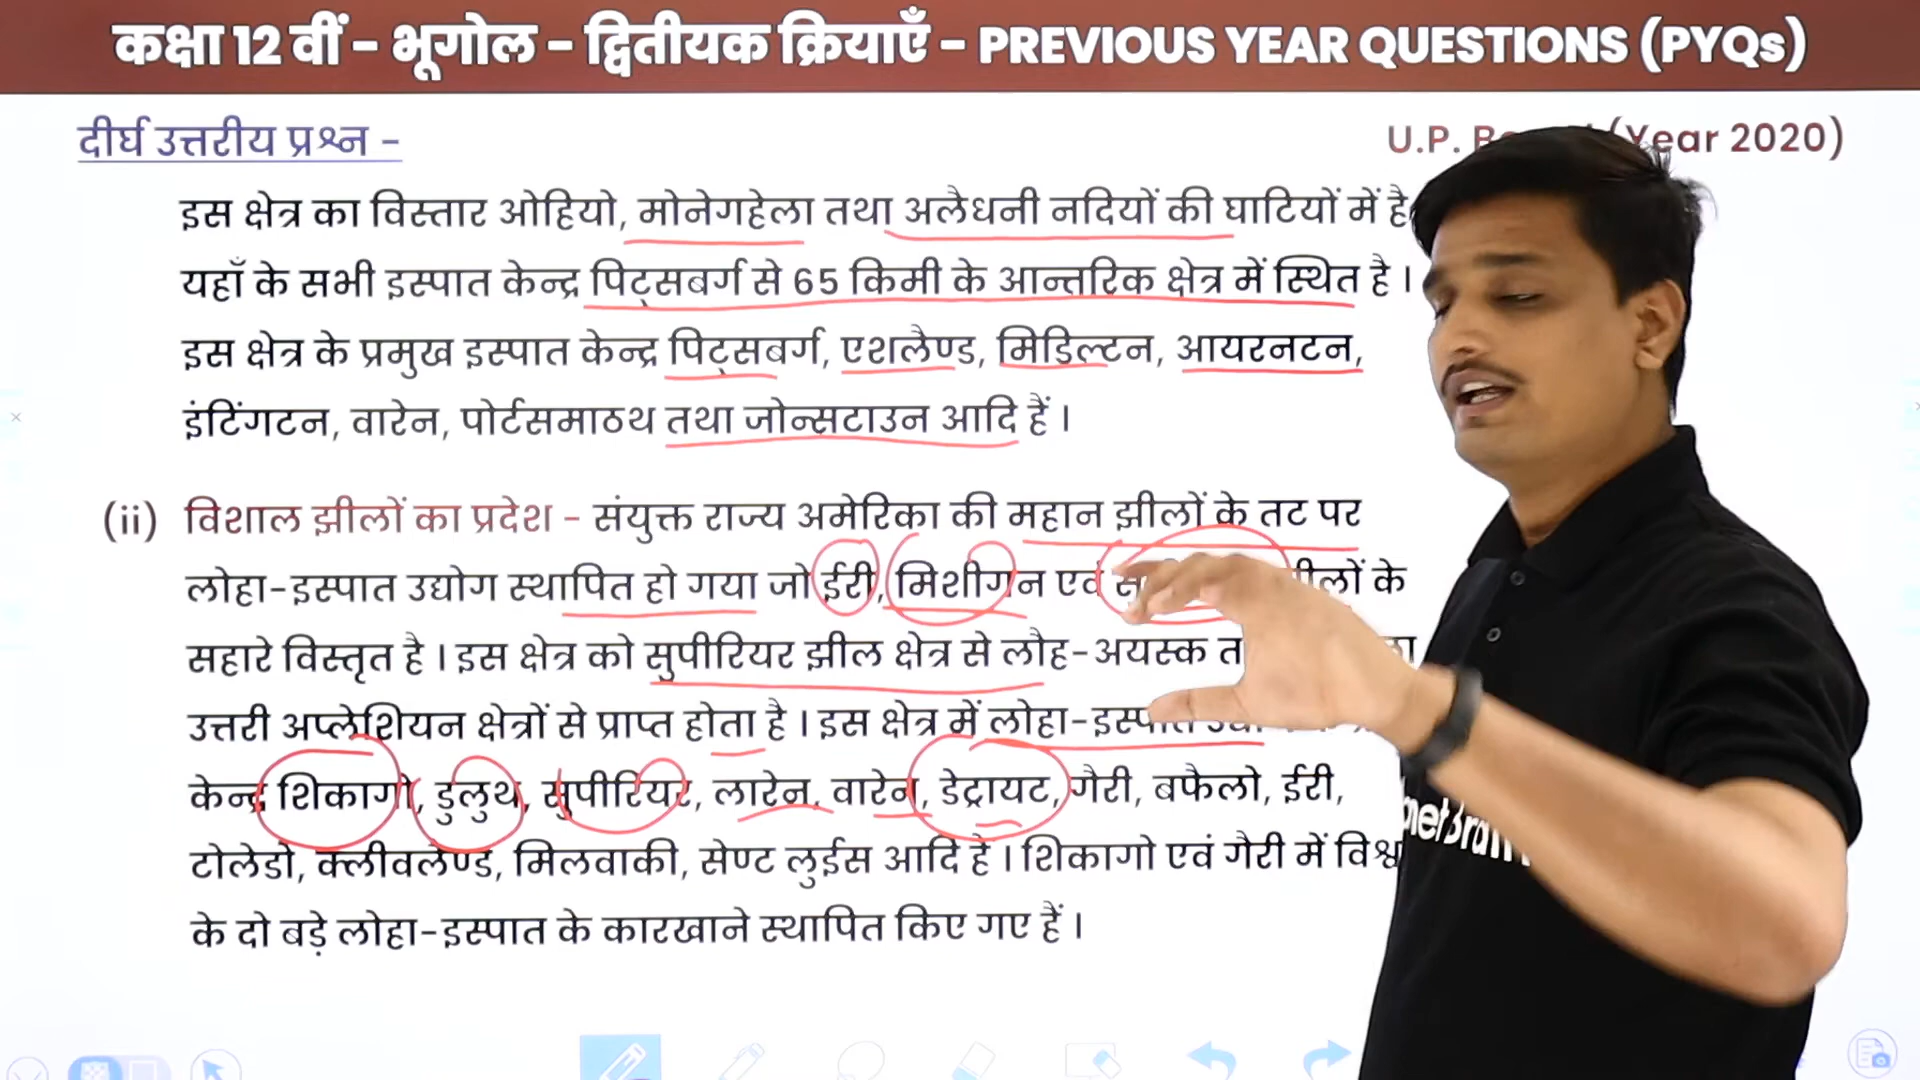 कक्षा 12 वीं – भूगोल – द्वितीयक क्रियाएँ – PREVIOUS YEAR QUESTIONS (PYQs)
दीर्घ उत्तरीय प्रश्न –
U.P. (Year 2020)
इस क्षेत्र का विस्तार ओहियो, मोनेगहेला तथा अलैधनी नदियों की घाटियों में है
यहाँ के सभी इस्पात केन्द्र पिट्सबर्ग से 65 किमी के आन्तरिक क्षेत्र में स्थित है ।
इस क्षेत्र के प्रमुख इस्पात केन्द्र पिट्सबर्ग, एशलैण्ड, मिडिल्टन, आयरनटन,
इंटिंगटन, वारेन, पोर्टसमाठथ तथा जोन्सटाउन आदि हैं ।
(ii) विशाल झीलों का प्रदेश – संयुक्त राज्य अमेरिका की महान झीलों के तट पर
लोहा-इस्पात उद्योग स्थापित हो गया जो ईरी, मिशीगन एवं झीलों के
सहारे विस्तृत है । इस क्षेत्र को सुपीरियर झील क्षेत्र से लौह-अयस्क
उत्तरी अप्लेशियन क्षेत्रों से प्राप्त होता है । इस क्षेत्र में लोहा-इस्पात
केन्द्र शिकागो, डुलुथ, सुपीरियर, लारेन, वारेन, डेट्रायट, गैरी, बफैलो, ईरी,
टोलेडो, क्लीवलैण्ड, मिलवाकी, सेण्ट लुईस आदि है । शिकागो एवं गैरी में विश्व
के दो बड़े लोहा-इस्पात के कारखाने स्थापित किए गए हैं ।